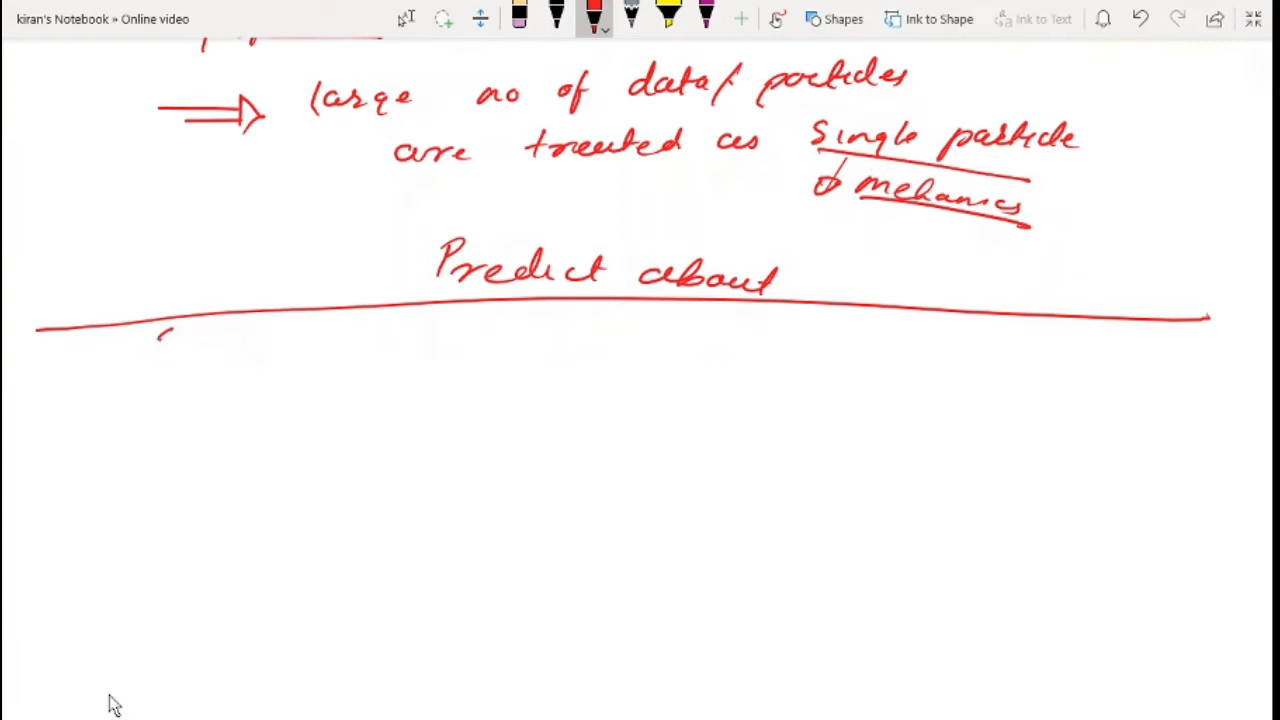 kiran's Notebook » Online video
Shapes
Ink to Shape
Ink to Text
large no of data/ particles
are treated as single particle
mehanics
Predict about